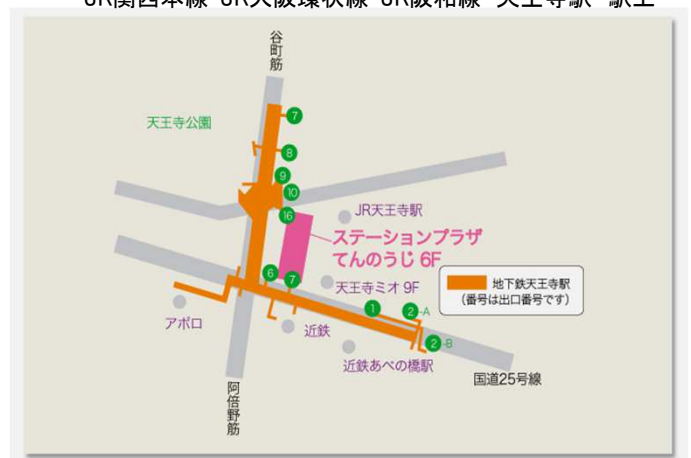 JR関西本線 JR大阪環状線 JR阪和線 天王寺駅 駅上
谷町筋
天王寺公園
7
8
9
10
16
JR天王寺駅
ステーションプラザ
てんのうじ 6F
6
7
天王寺ミオ 9F
地下鉄天王寺駅
(番号は出口番号です)
1
2-A
アポロ
近鉄
2-B
近鉄あべの橋駅
国道25号線
阿倍野筋